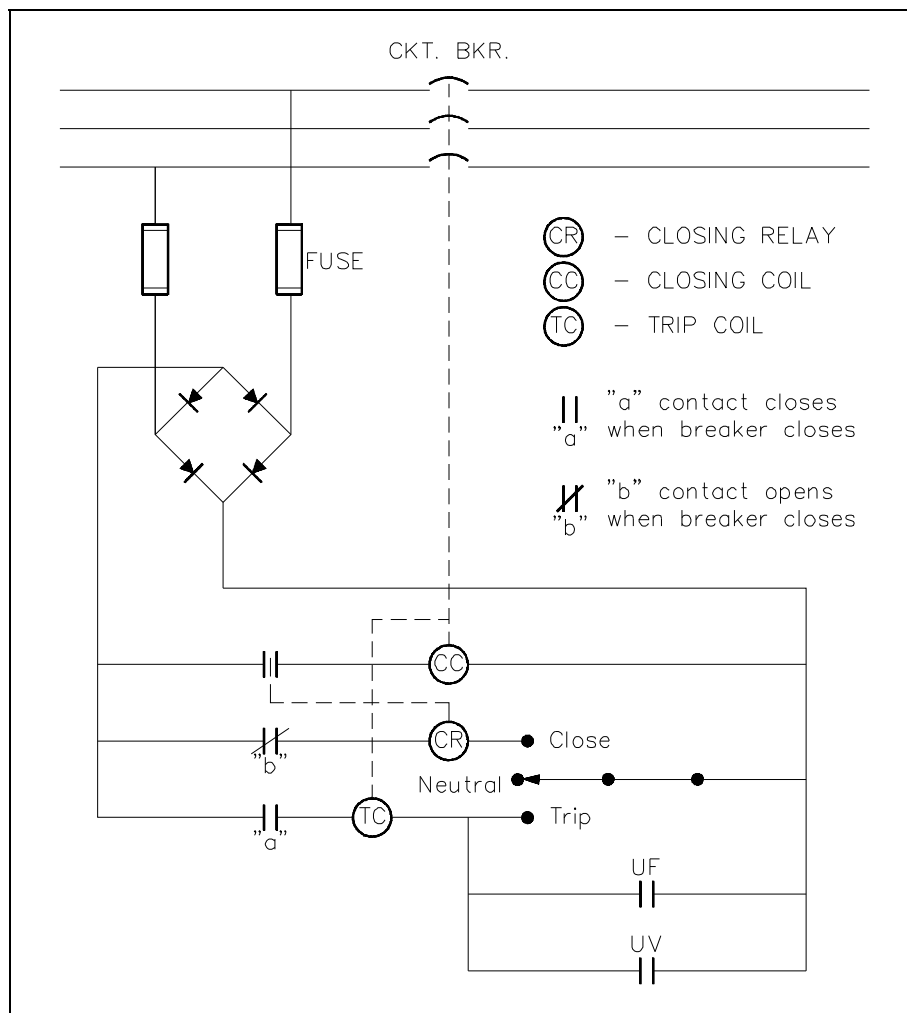 CKT. BKR.
FUSE
CR – CLOSING RELAY
CC – CLOSING COIL
TC – TRIP COIL
"a" contact closes
"a" when breaker closes
"b" contact opens
"b" when breaker closes
CC
CR
Close
"b"
Neutral
TC
Trip
"a"
UF
UV